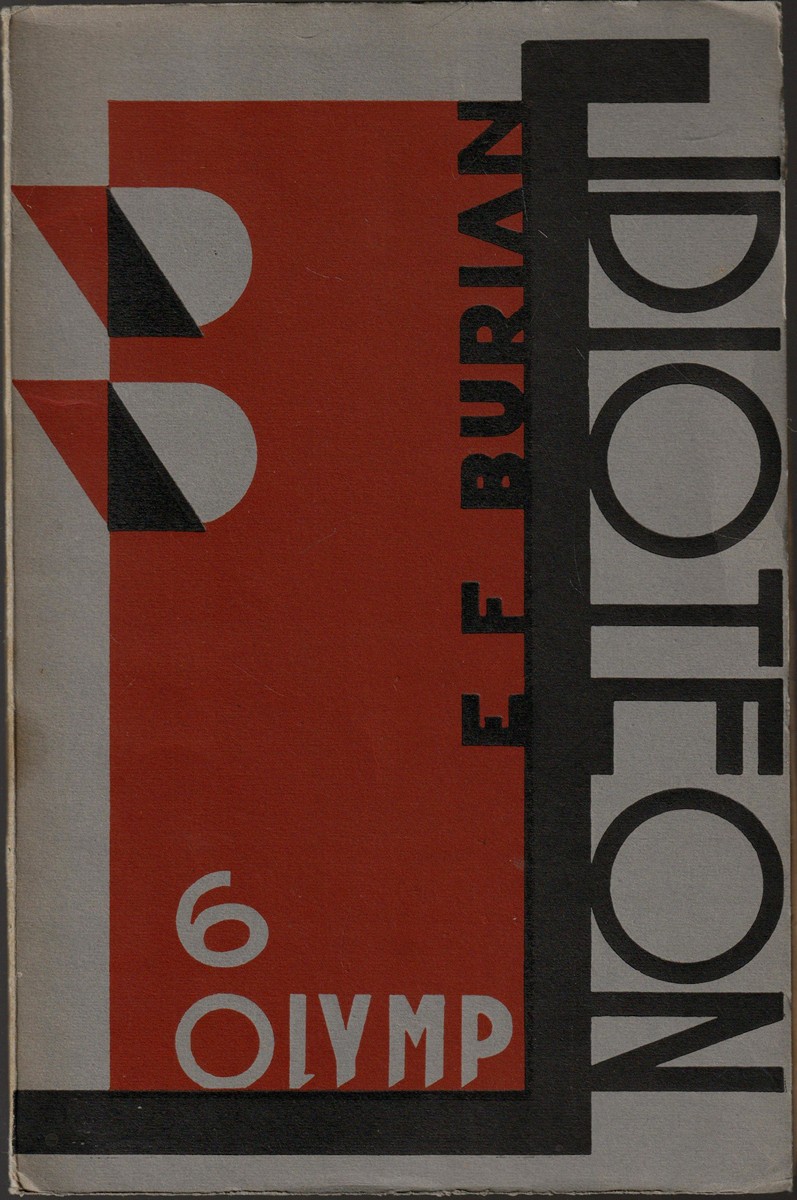 IDIOTEON
E F BURIAN
6
OLYMP